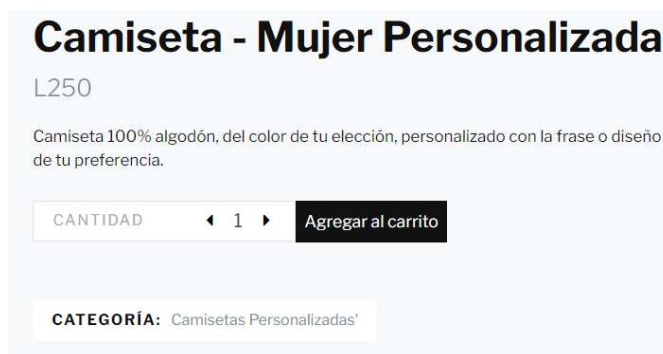 Camiseta - Mujer Personalizada
L250
Camiseta 100% algodón, del color de tu elección, personalizado con la frase o diseño
de tu preferencia.
CANTIDAD 1 Agregar al carrito
CATEGORÍA: Camisetas Personalizadas'